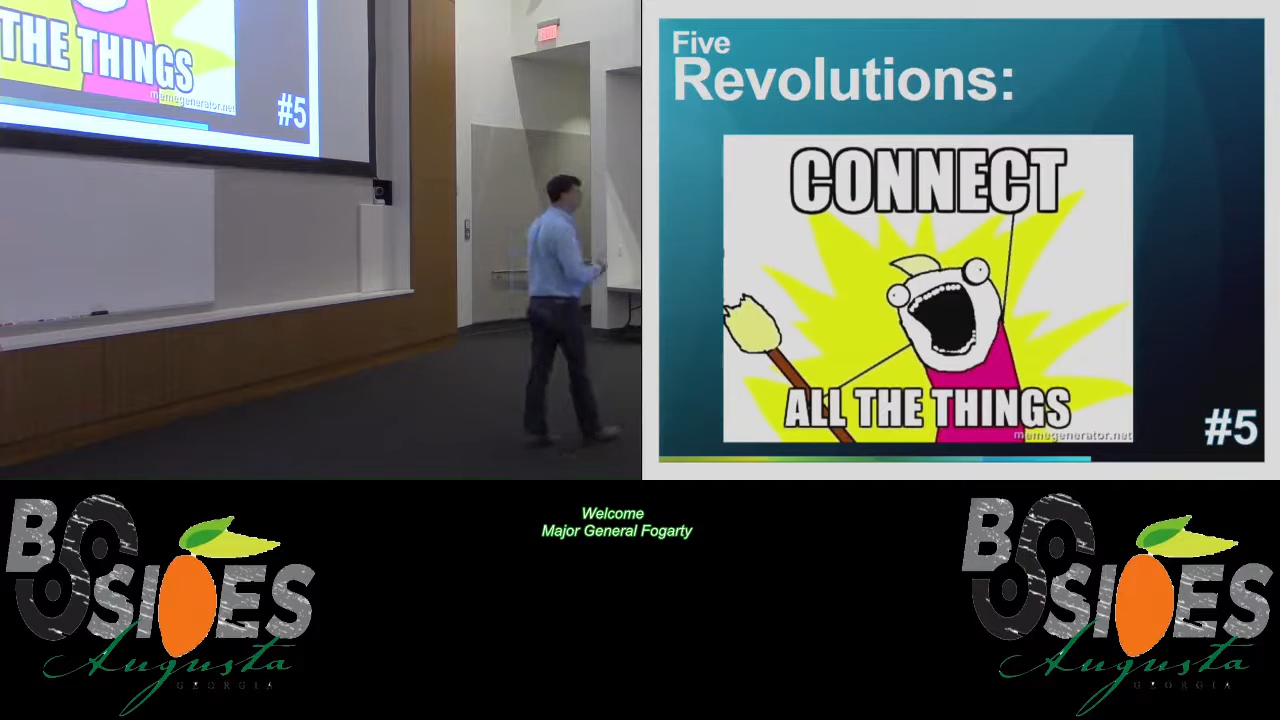 THE THINGS
memegenerator.net
#5
EXIT
Five
Revolutions:
CONNECT
ALL THE THINGS
memegenerator.net
#5
Welcome
Major General Fogarty
BSIDES
Augusta
GEORGIA
BSIDES
Augusta
GEORGIA